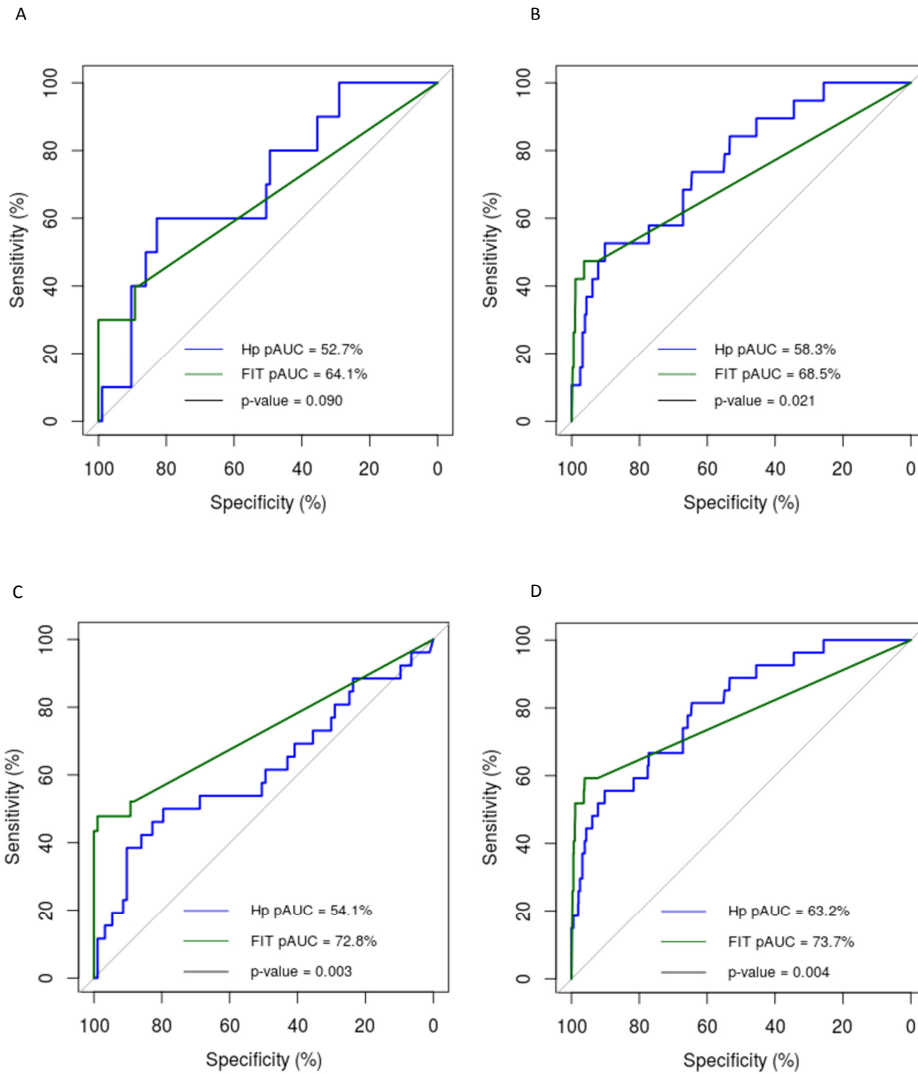 A
B
100
80
60
40
20
0
Sensitivity (%)
Hp pAUC = 52.7%
FIT pAUC = 64.1%
p-value = 0.090
100 80 60 40 20 0
Specificity (%)
100
80
60
40
20
0
Sensitivity (%)
Hp pAUC = 58.3%
FIT pAUC = 68.5%
p-value = 0.021
100 80 60 40 20 0
Specificity (%)
C
D
100
80
60
40
20
0
Sensitivity (%)
Hp pAUC = 54.1%
FIT pAUC = 72.8%
p-value = 0.003
100 80 60 40 20 0
Specificity (%)
100
80
60
40
20
0
Sensitivity (%)
Hp pAUC = 63.2%
FIT pAUC = 73.7%
p-value = 0.004
100 80 60 40 20 0
Specificity (%)